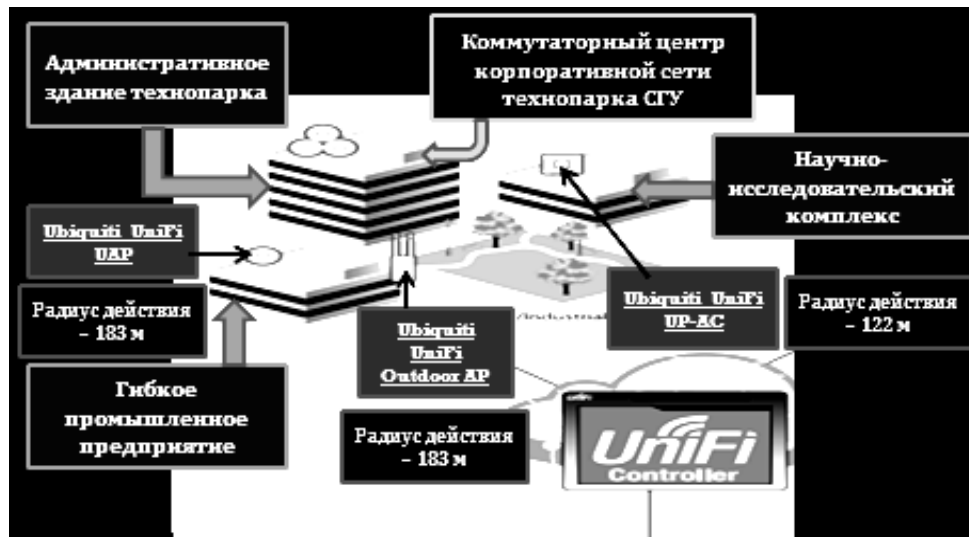 Административное
здание технопарка
Коммутаторный центр
корпоративной сети
технопарка СГУ
Научно-
исследовательский
комплекс
Ubiquiti UniFi
UAP
Радиус действия
– 183 м
Гибкое
промышленное
предприятие
Ubiquiti
UniFi
Outdoor AP
Радиус действия
– 183 м
Ubiquiti UniFi
UP-AC
Радиус действия
– 122 м
unifi
UniFi
Controller